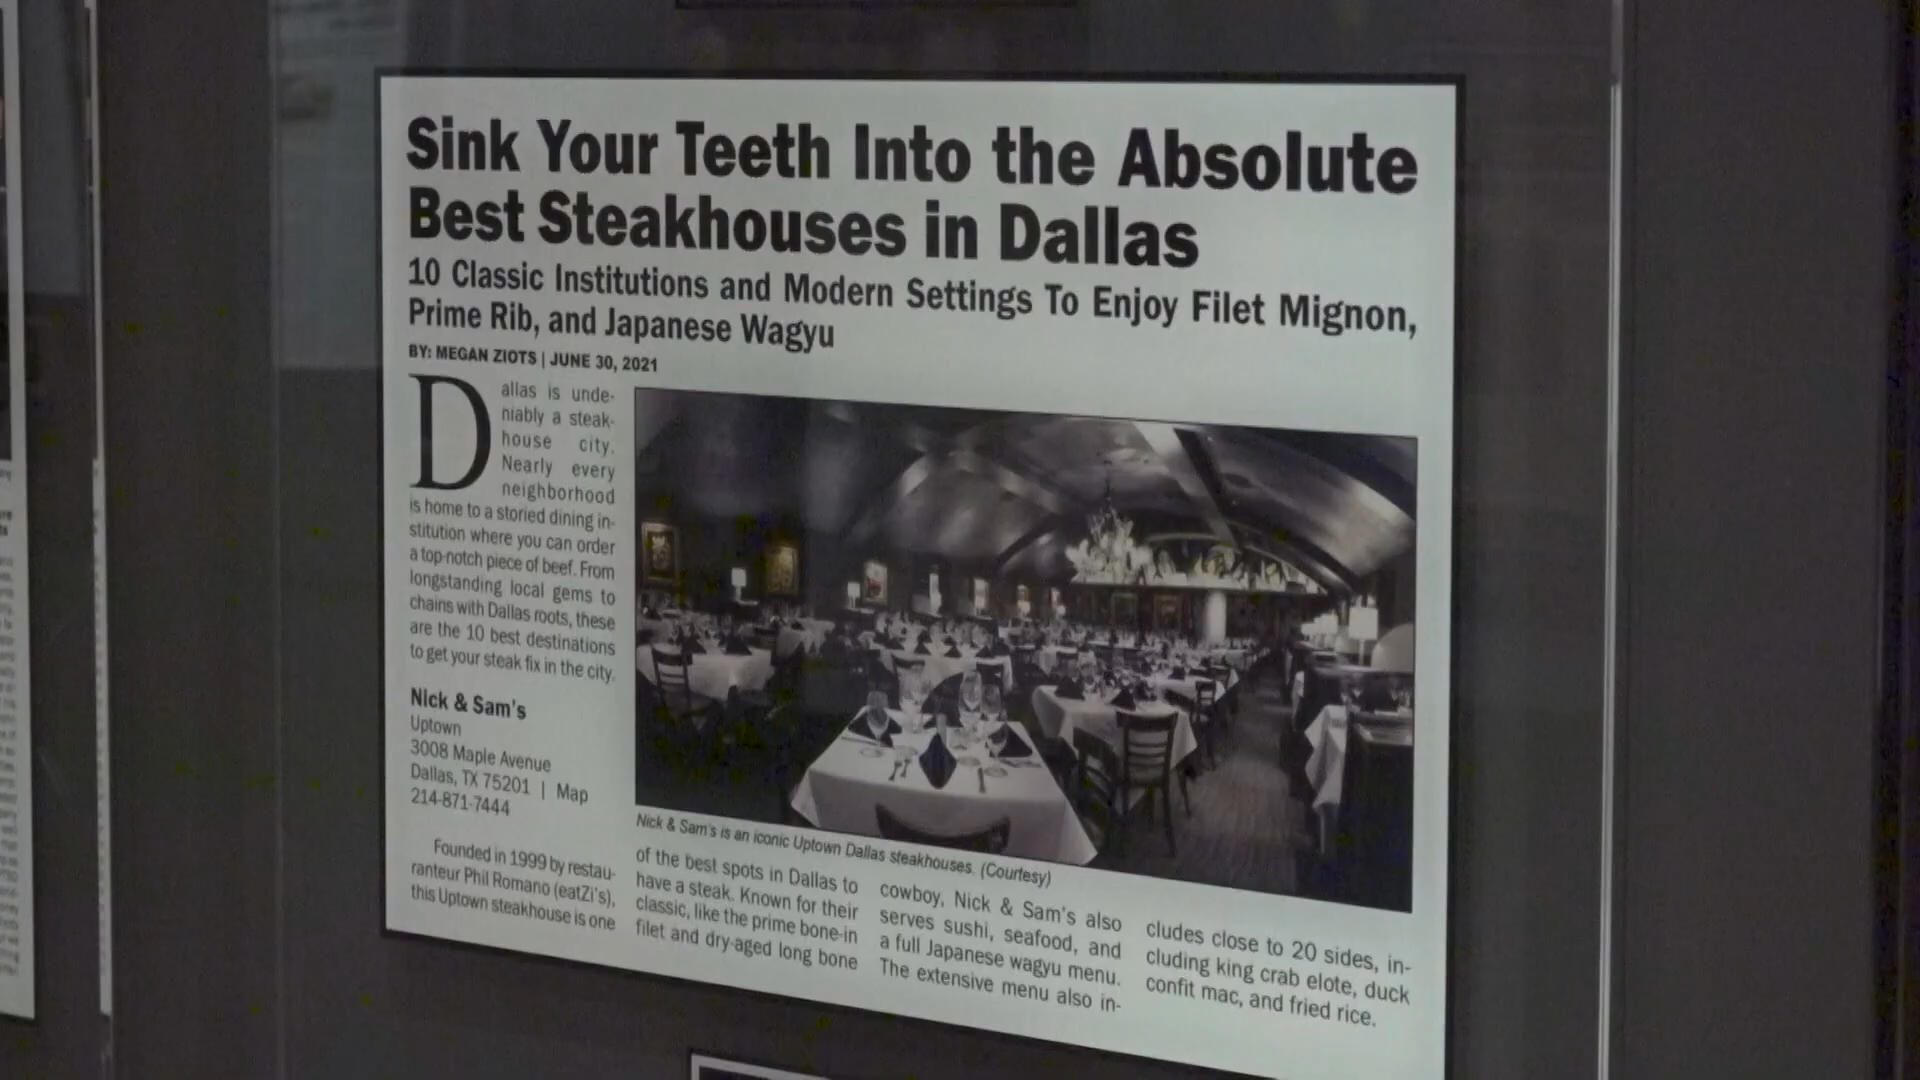 Sink Your Teeth Into the Absolute
Best Steakhouses in Dallas
10 Classic Institutions and Modern Settings To Enjoy Filet Mignon,
Prime Rib, and Japanese Wagyu
BY: MEGAN ZIOTS | JUNE 30, 2021
Dallas is unde-
niably a steak-
house city.
Nearly every
neighborhood
is home to a storied dining in-
stitution where you can order
a top-notch piece of beef. From
longstanding local gems to
chains with Dallas roots, these
are the 10 best destinations
to get your steak fix in the city.
Nick & Sam's
Uptown
3008 Maple Avenue
Dallas, TX 75201 | Map
214-871-7444
Founded in 1999 by restau-
ranteur Phil Romano (eatZi's),
this Uptown steakhouse is one
Nick & Sam's is an iconic Uptown Dallas steakhouses. (Courtesy)
of the best spots in Dallas to
have a steak. Known for their
classic, like the prime bone-in
filet and dry-aged long bone
cowboy, Nick & Sam's also
serves sushi, seafood, and
a full Japanese wagyu menu.
The extensive menu also in-
cludes close to 20 sides, in-
cluding king crab elote, duck
confit mac, and fried rice.